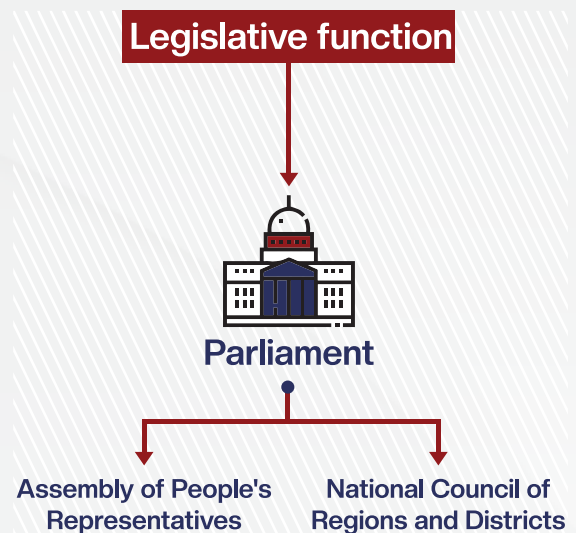 Legislative function
Parliament
Assembly of People's
Representatives
National Council of
Regions and Districts